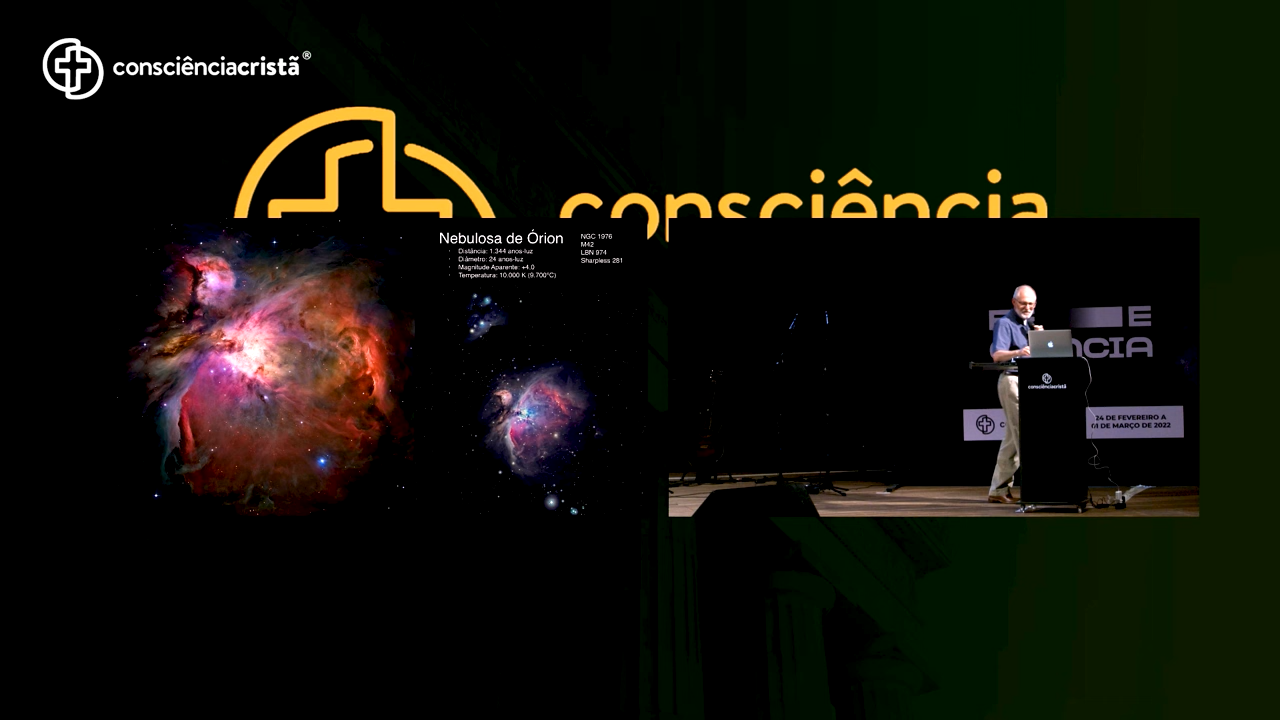 consciênciacristã®
consciência
Nebulosa de Órion
Distância: 1.344 anos-luz
Diâmetro: 24 anos-luz
Magnitude Aparente: +4,0
Temperatura: 10.000 K (9.700°C)
NGC 1976
M42
LBN 974
Sharpless 281
E
NCIA
consciênciacristã
24 DE FEVEREIRO A
01 DE MARÇO DE 2022